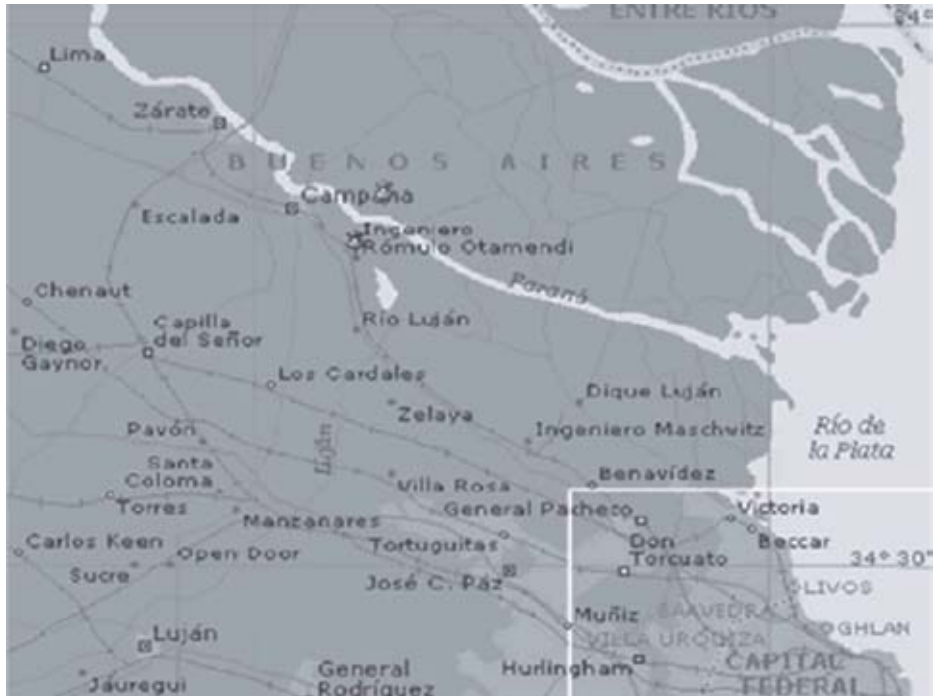 ENTRE RIOS
Lima
Zárate
BUENOS AIRES
Campana
Escalada
Ingeniero
Rómulo Otamendi
Paraná
Chenaut
Río Luján
Capilla
del Señor
Diego
Gaynor
Los Cardales
Dique Luján
Zelaya
Río de
la Plata
Pavón
Ingeniero Maschwitz
Luján
Santa
Coloma
Benavídez
Villa Rosa
Torres
General Pacheco
Victoria
Manzanares
Carlos Keen
Open Door
Tortuguitas
Don
Torcuato
Beccar
34° 30'
Sucre
José C. Páz
OLIVOS
Muñiz
SAAVEDRA
GHLAN
Luján
VILLA URQUIZA
Hurlingham
CAPITAL
FEDERAL
General
Rodríguez
Jáuregui